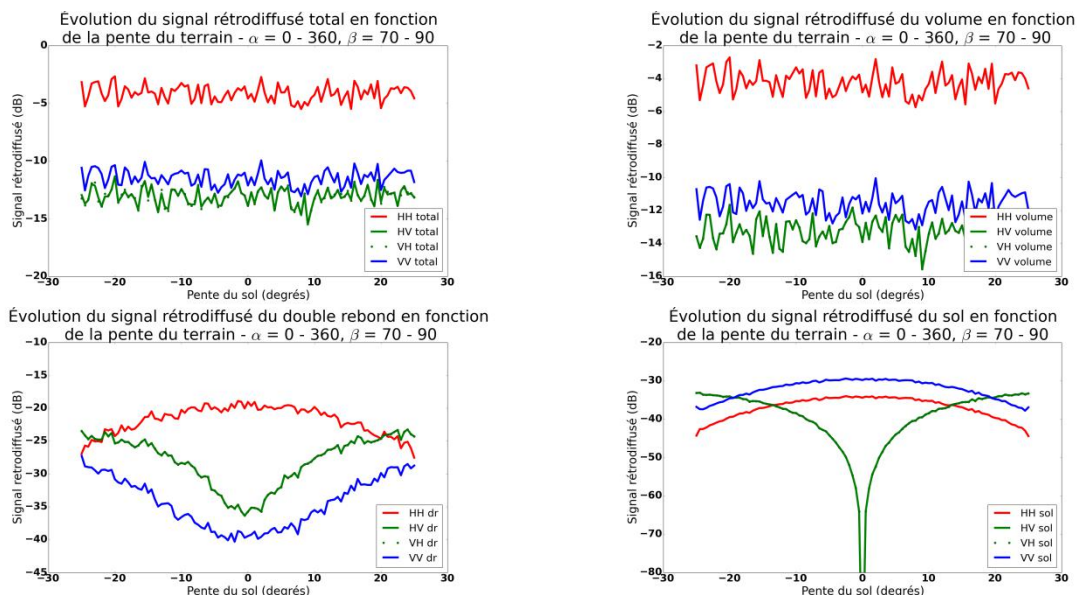 Évolution du signal rétrodiffusé total en fonction
de la pente du terrain - α = 0 - 360, β = 70 - 90
Signal rétrodiffusé (dB)
0
−5
−10
−15
−20
−30
−20
−10
0
10
20
30
Pente du sol (degrés)
HH total
HV total
VH total
VV total
Évolution du signal rétrodiffusé du volume en fonction
de la pente du terrain - α = 0 - 360, β = 70 - 90
Signal rétrodiffusé (dB)
−2
−4
−6
−8
−10
−12
−14
−16
−30
−20
−10
0
10
20
30
Pente du sol (degrés)
HH volume
HV volume
VH volume
VV volume
Évolution du signal rétrodiffusé du double rebond en fonction
de la pente du terrain - α = 0 - 360, β = 70 - 90
Signal rétrodiffusé (dB)
−10
−15
−20
−25
−30
−35
−40
−45
−30
−20
−10
0
10
20
30
Pente du sol (degrés)
HH dr
HV dr
VH dr
VV dr
Évolution du signal rétrodiffusé du sol en fonction
de la pente du terrain - α = 0 - 360, β = 70 - 90
Signal rétrodiffusé (dB)
−20
−30
−40
−50
−60
−70
−80
−30
−20
−10
0
10
20
30
Pente du sol (degrés)
HH sol
HV sol
VH sol
VV sol